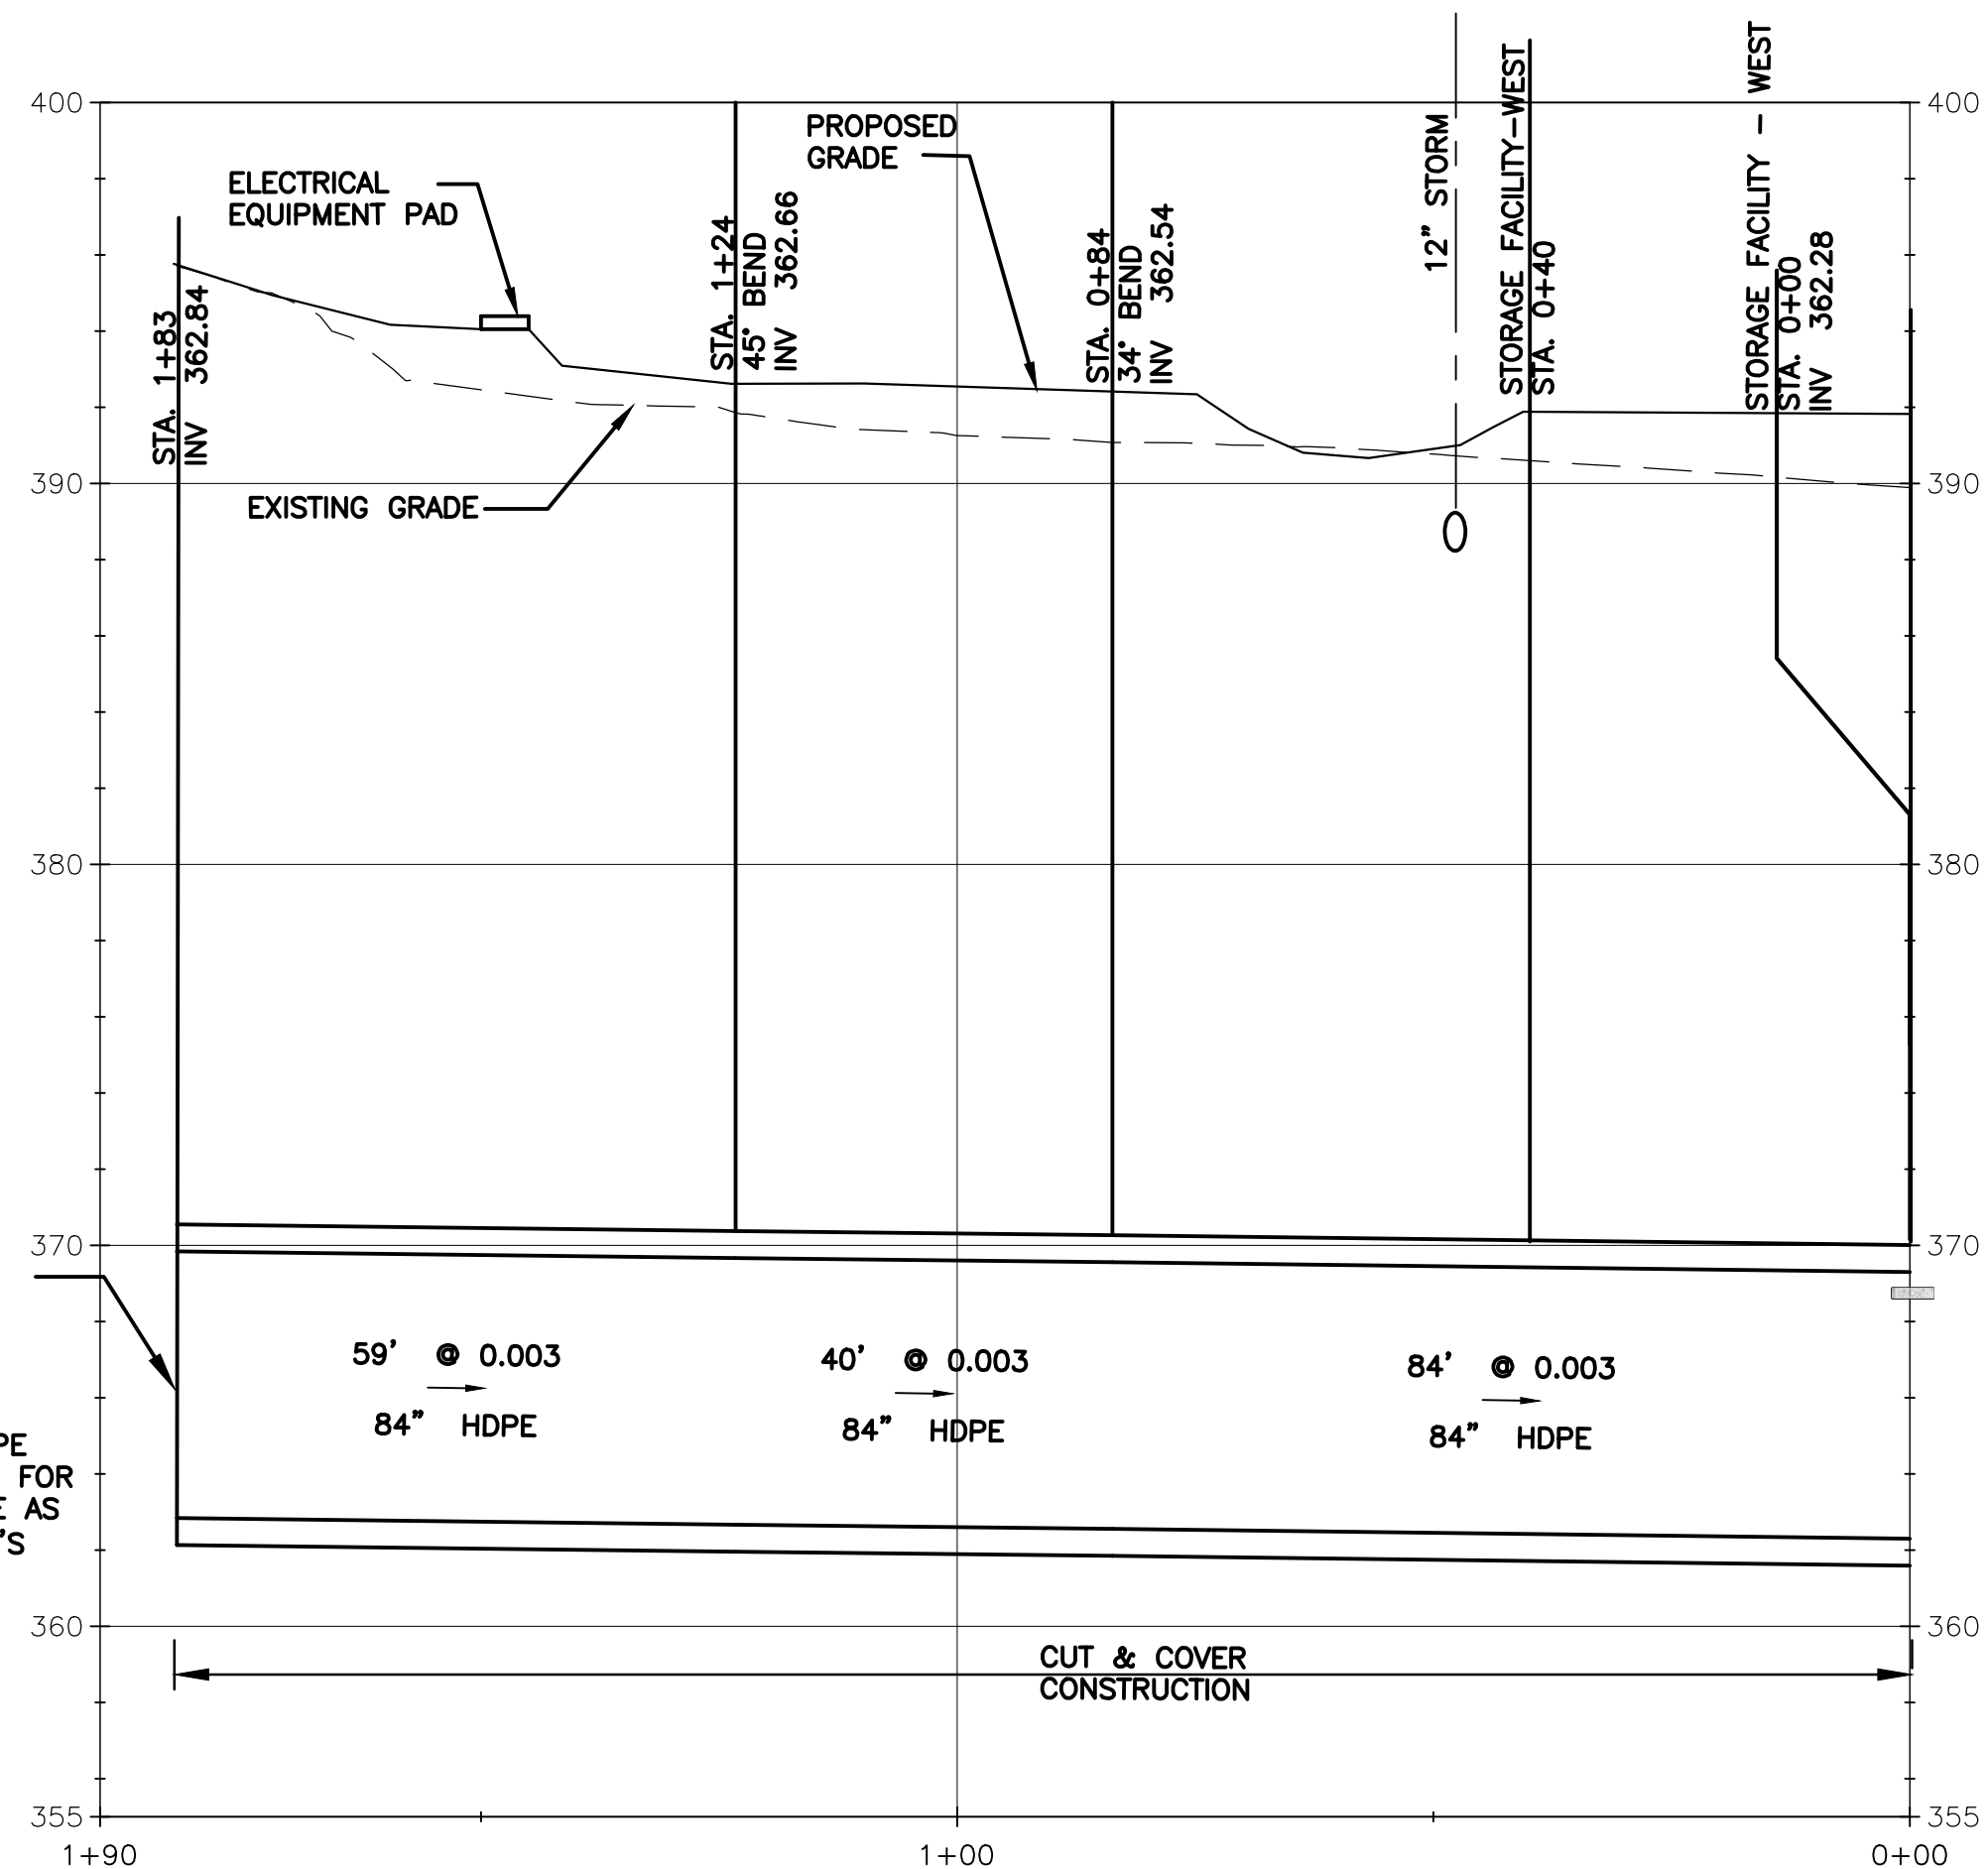 400
400
390
390
380
380
370
370
360
360
355
355
1+90
1+00
0+00
ELECTRICAL
EQUIPMENT PAD
PROPOSED
GRADE
EXISTING GRADE
STA. 1+83
INV 362.84
STA. 1+24
45° BEND
INV 362.66
STA. 0+84
34° BEND
INV 362.54
12" STORM
STORAGE FACILITY-WEST
STA. 0+40
STORAGE FACILITY - WEST
STA. 0+00
INV 362.28
59' @ 0.003
84" HDPE
40' @ 0.003
84" HDPE
84' @ 0.003
84" HDPE
FOR
AS
'S
CUT & COVER
CONSTRUCTION